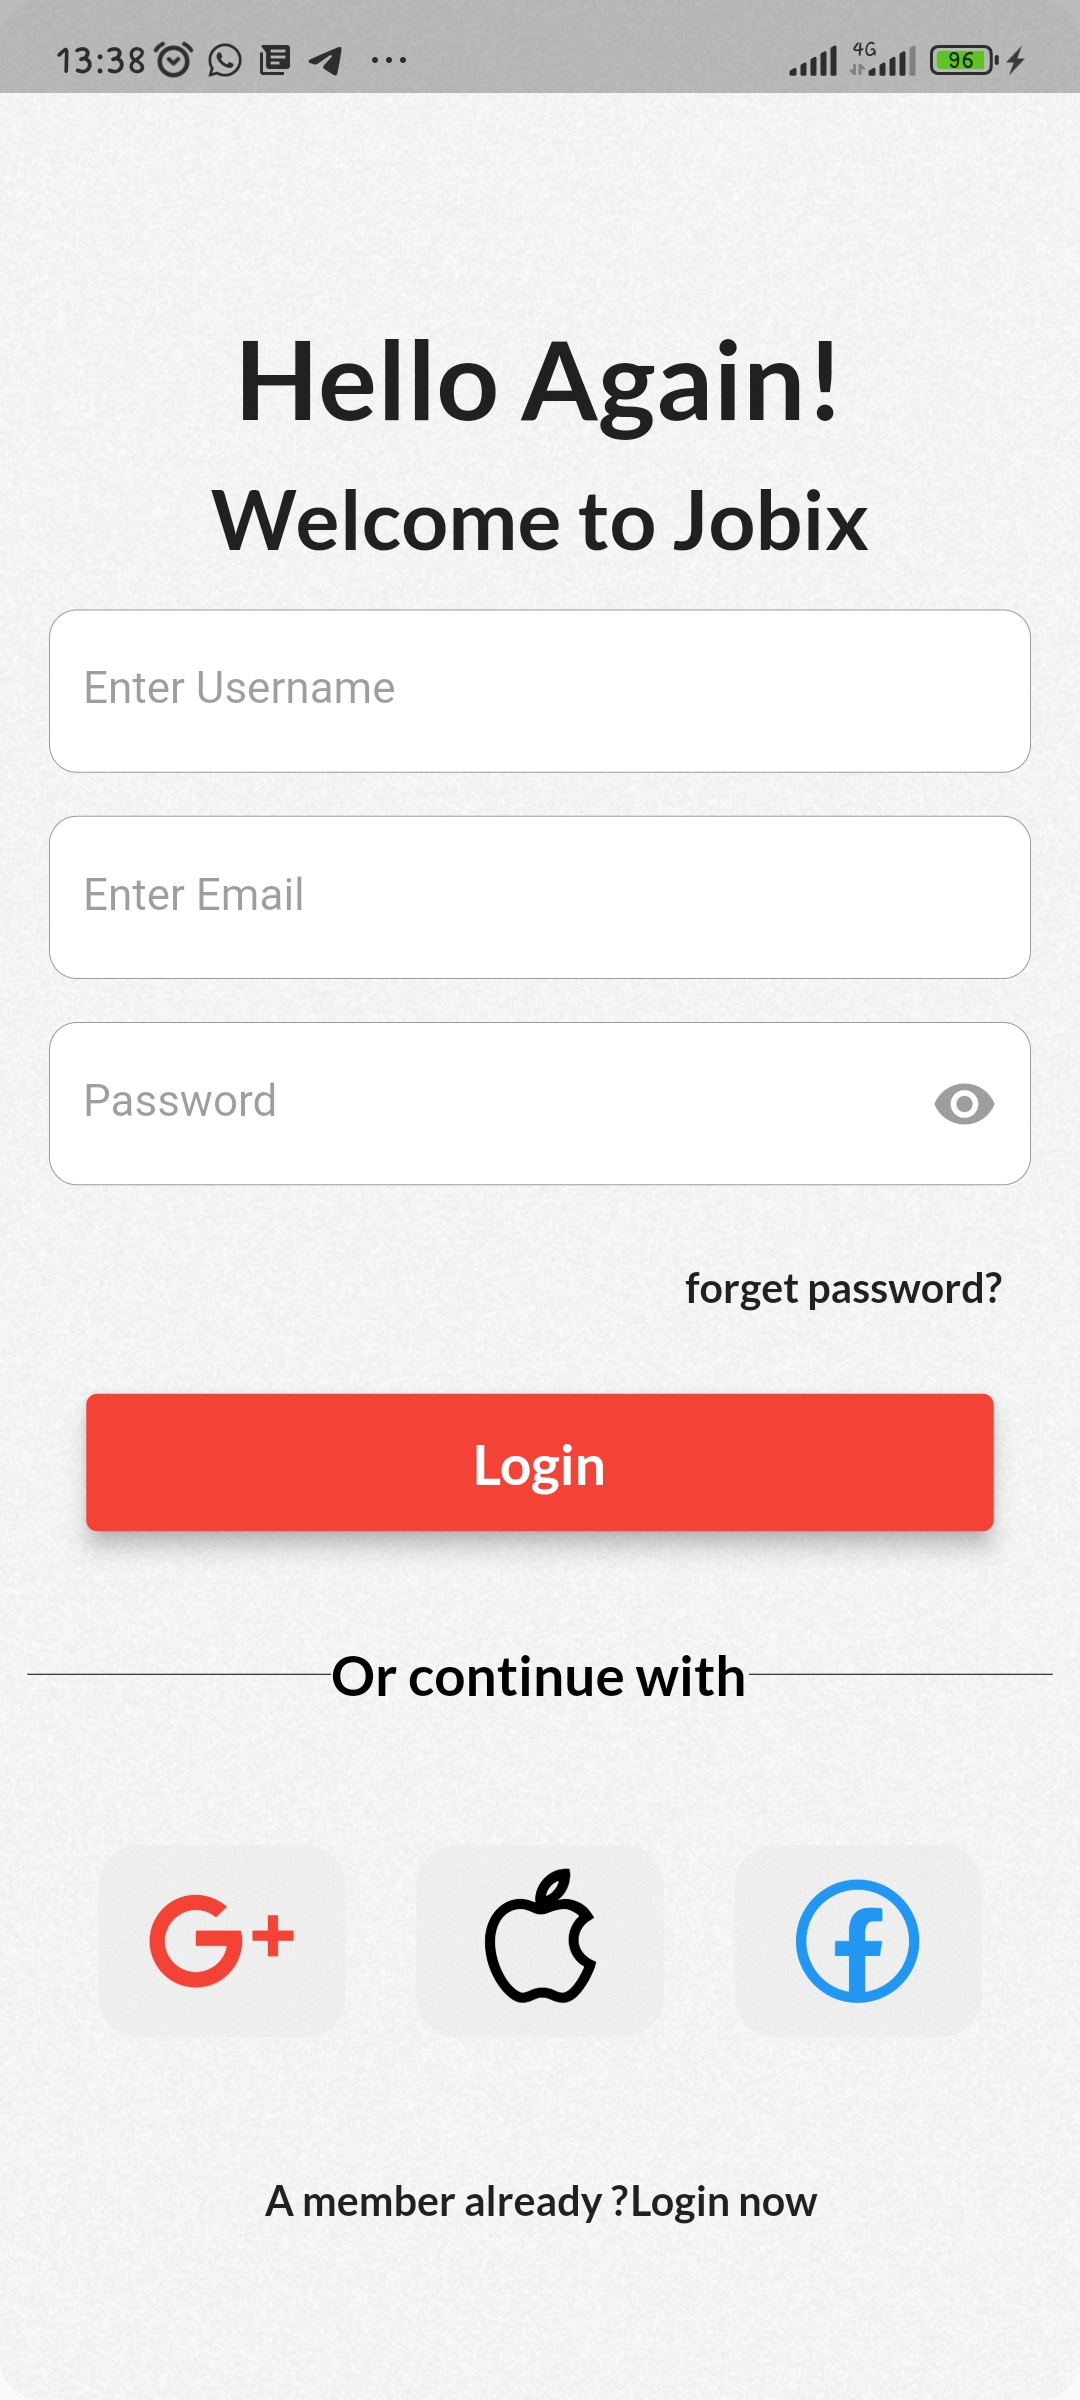 13:38
4G
96
Hello Again!
Welcome to Jobix
Enter Username
Enter Email
Password
forget password?
Login
Or continue with
G+
A member already ?Login now